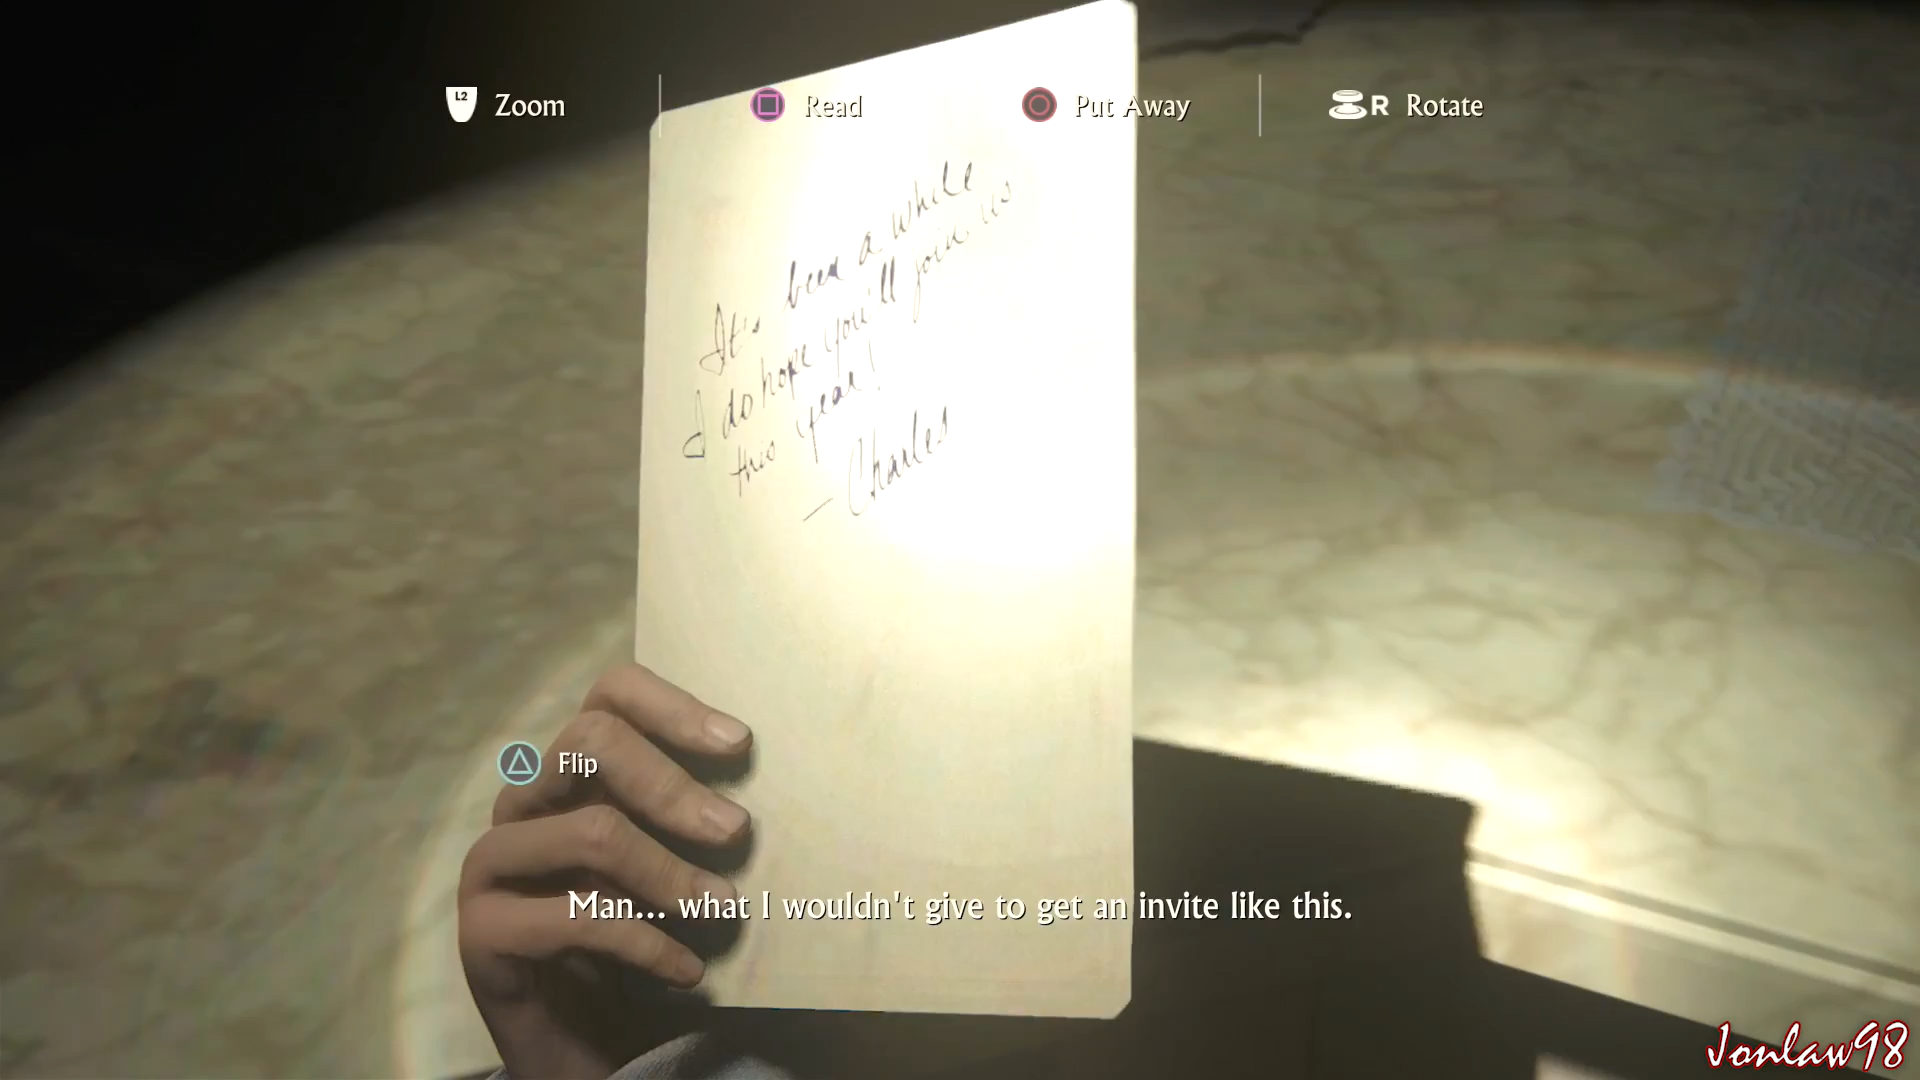 L2 Zoom
Read
Put Away
R Rotate
It's been a while
I do hope you'll join us
this year!
– Charles
Flip
Man... what I wouldn't give to get an invite like this.
Jonlaw98